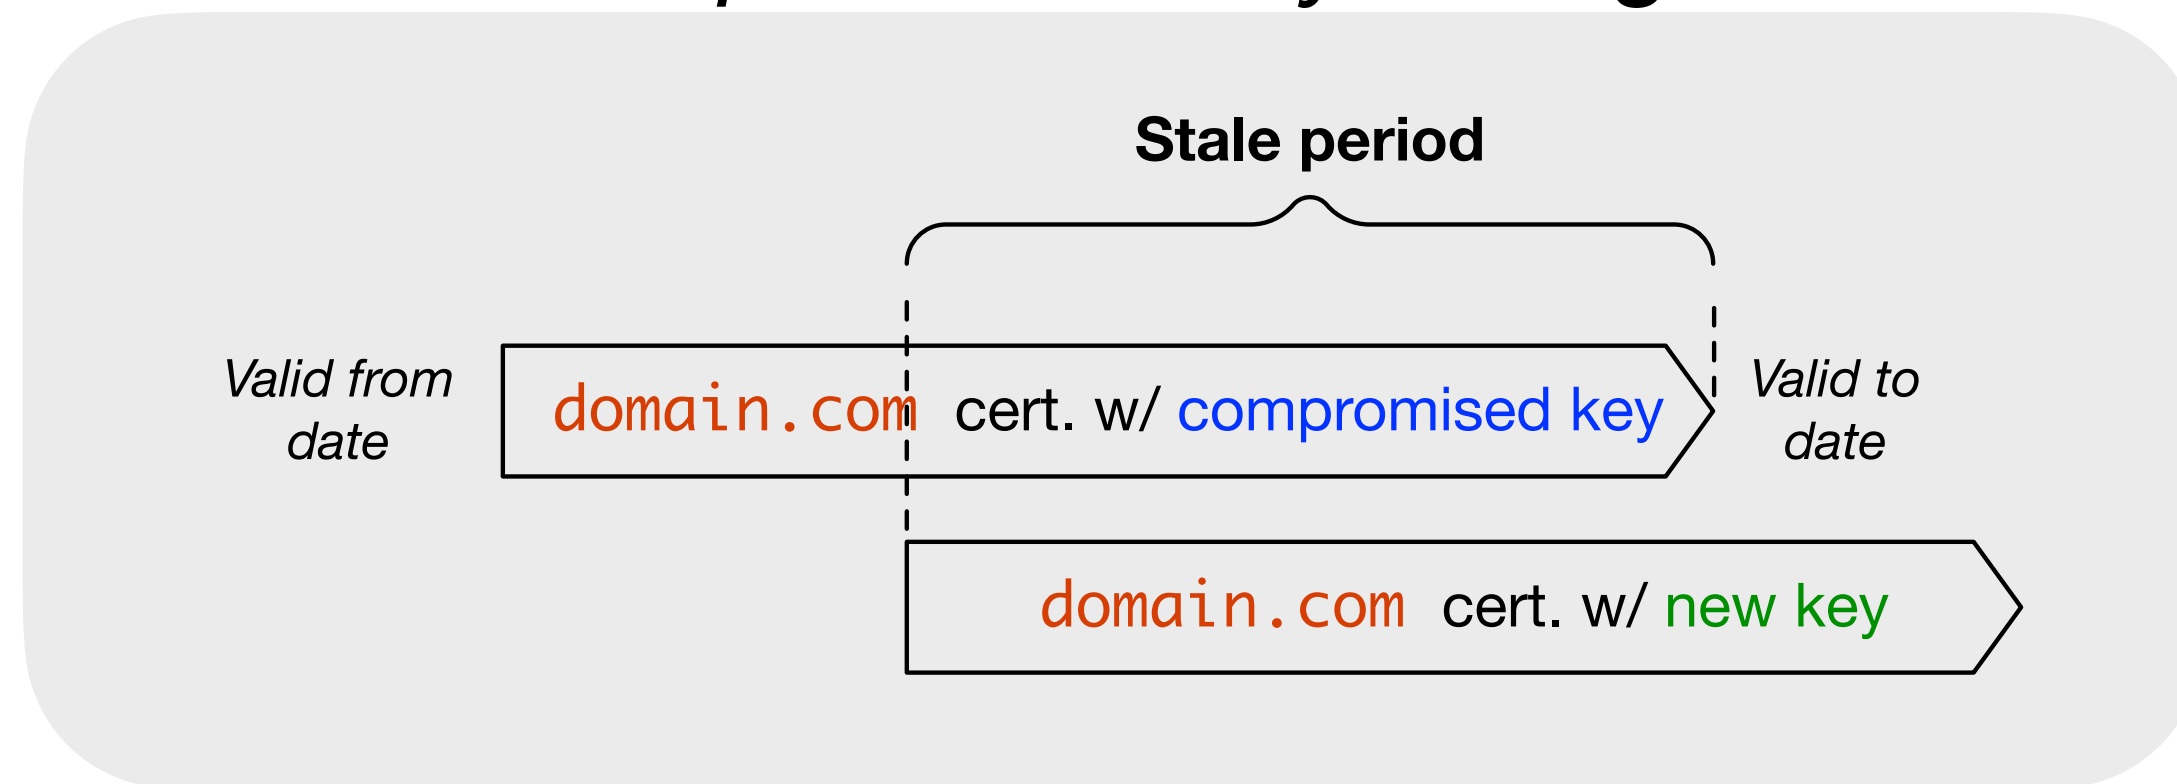 Stale period
Valid from
date
domain.com cert. w/ compromised key
Valid to
date
domain.com cert. w/ new key